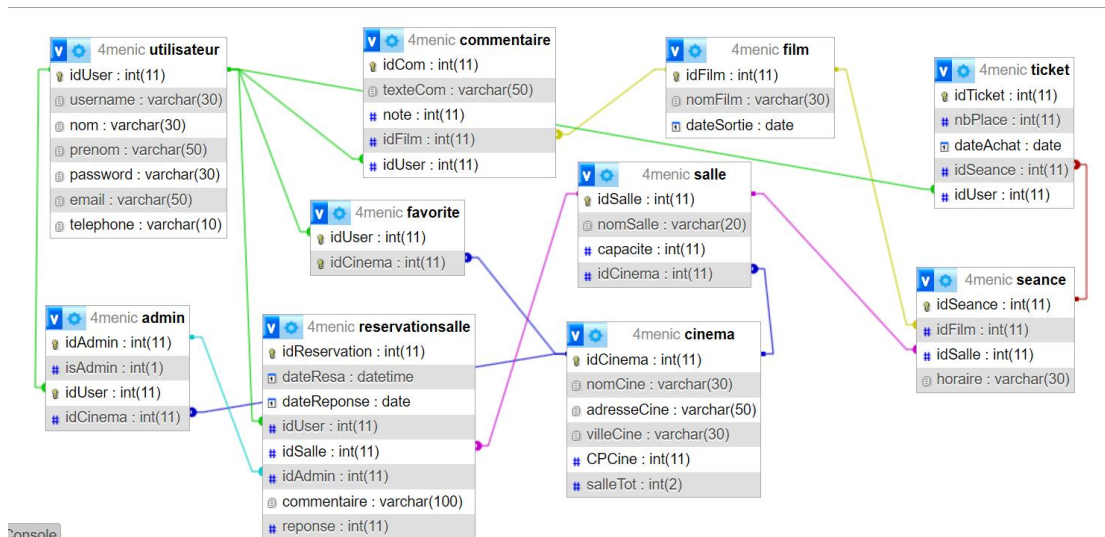 4menic utilisateur
idUser : int(11)
username : varchar(30)
nom : varchar(30)
prenom : varchar(50)
password : varchar(30)
email : varchar(50)
telephone : varchar(10)
4menic commentaire
idCom : int(11)
texteCom : varchar(50)
note : int(11)
idFilm : int(11)
idUser : int(11)
4menic film
idFilm : int(11)
nomFilm : varchar(30)
dateSortie : date
4menic ticket
idTicket : int(11)
nbPlace : int(11)
dateAchat : date
idSeance : int(11)
idUser : int(11)
4menic favorite
idUser : int(11)
idCinema : int(11)
4menic salle
idSalle : int(11)
nomSalle : varchar(20)
capacite : int(11)
idCinema : int(11)
4menic seance
idSeance : int(11)
idFilm : int(11)
idSalle : int(11)
horaire : varchar(30)
4menic admin
idAdmin : int(11)
isAdmin : int(1)
idUser : int(11)
idCinema : int(11)
4menic reservationsalle
idReservation : int(11)
dateResa : datetime
dateReponse : date
idUser : int(11)
idSalle : int(11)
idAdmin : int(11)
commentaire : varchar(100)
reponse : int(11)
4menic cinema
idCinema : int(11)
nomCine : varchar(30)
adresseCine : varchar(50)
villeCine : varchar(30)
CPCine : int(11)
salleTot : int(2)
Console